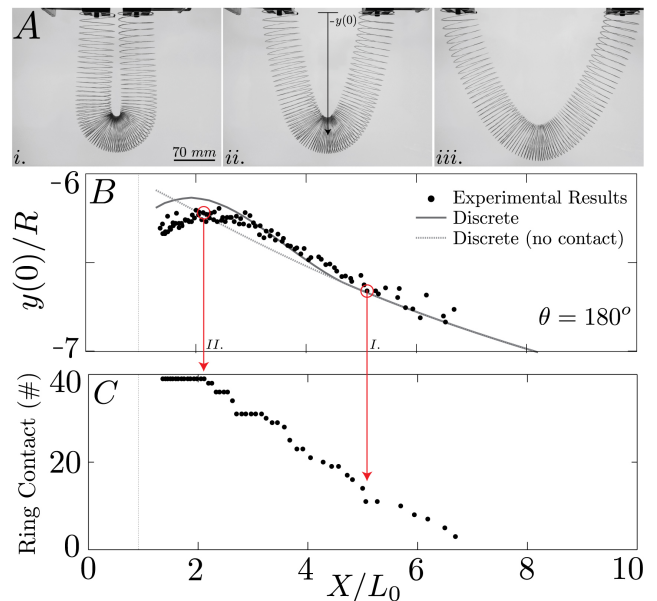 A
-y(0)
i.
70 mm
ii.
iii.
-6
B
Experimental Results
Discrete
Discrete (no contact)
y(0)/R
θ = 180º
II.
I.
-7
40
C
Ring Contact (#)
20
0
0
2
4
6
8
10
X/L₀